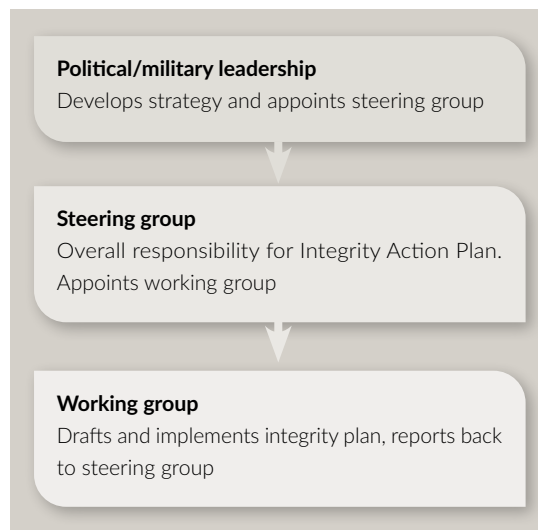 Political/military leadership
Develops strategy and appoints steering group
Steering group
Overall responsibility for Integrity Action Plan.
Appoints working group
Working group
Drafts and implements integrity plan, reports back
to steering group